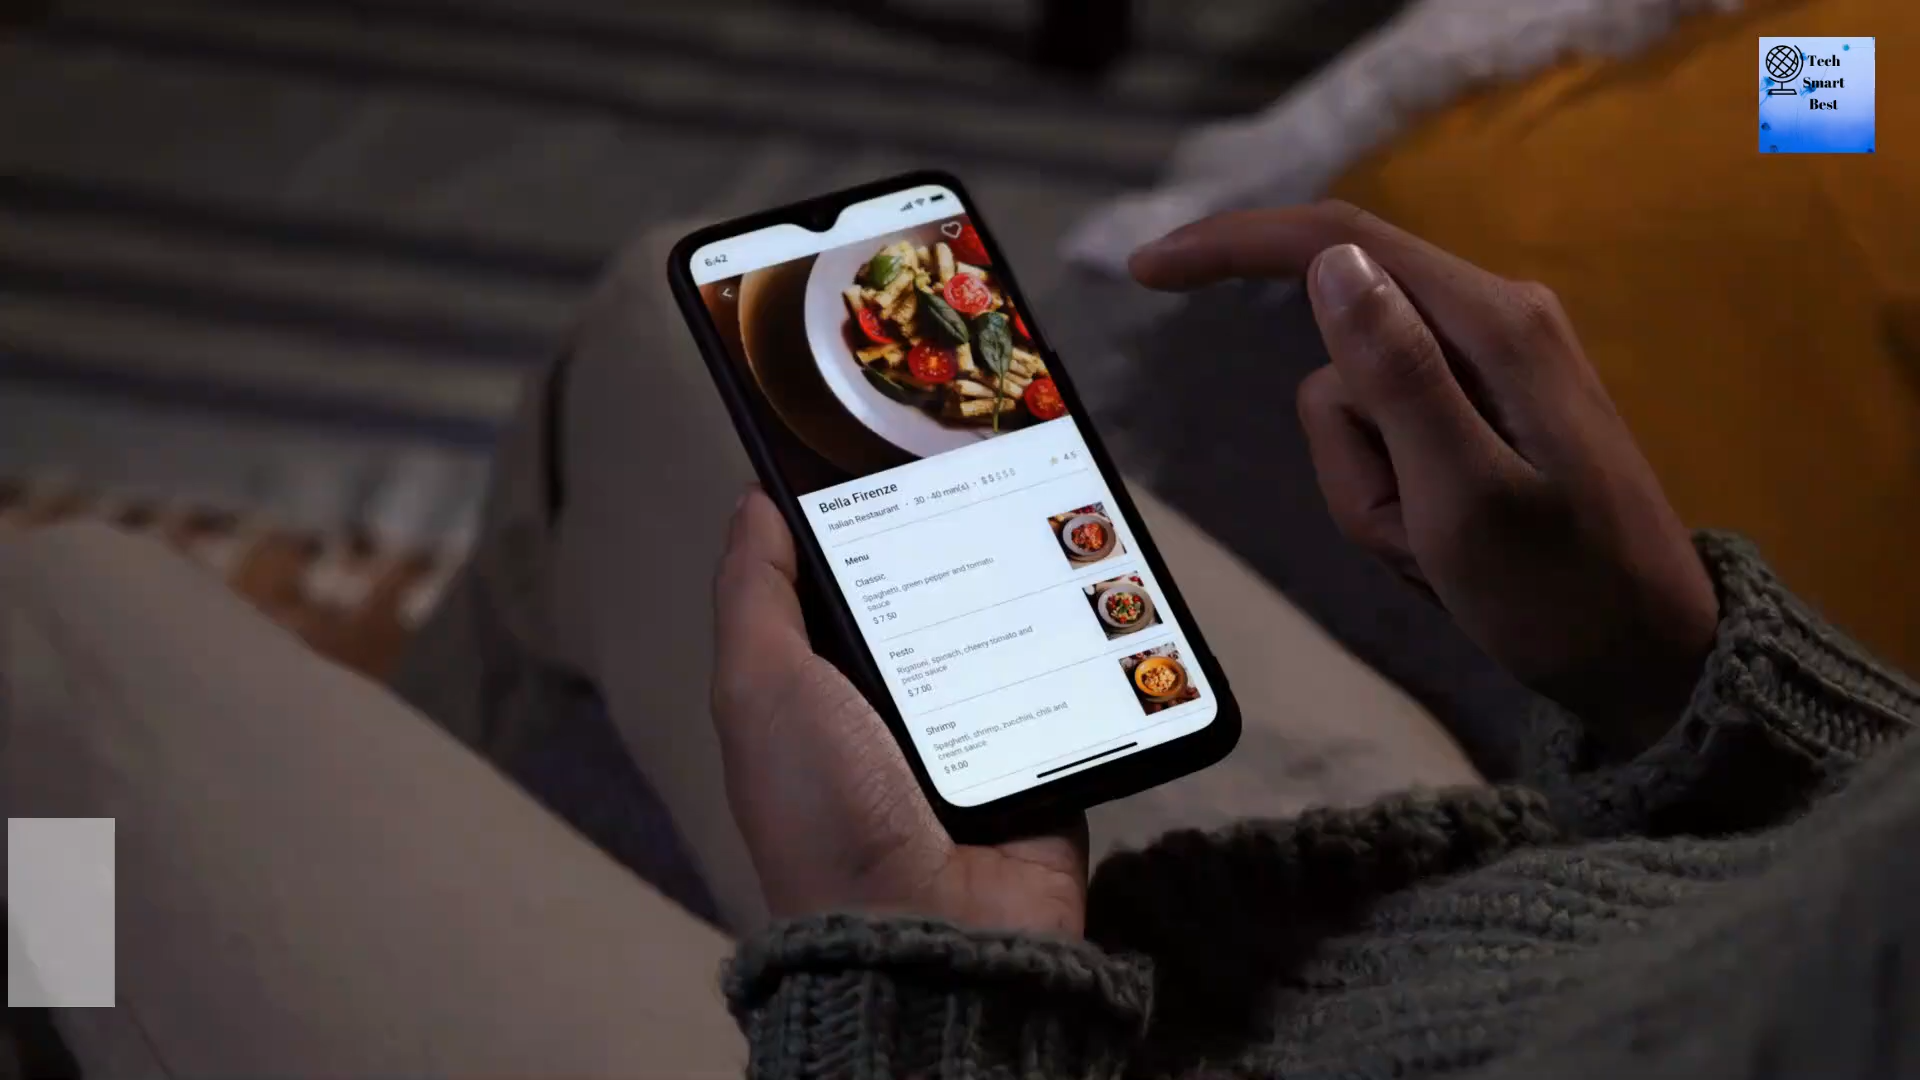 Tech
Smart
Best
6:42
Bella Firenze
Italian Restaurant · 30 - 40 min(s) · $$$$$
4.5
Menu
Classic
Spaghetti, green pepper and tomato
sauce
$7.50
Pesto
Rigatoni, spinach, cheery tomato and
pesto sauce
$7.00
Shrimp
Spaghetti, shrimp, zucchini, chili and
cream sauce
$8.00